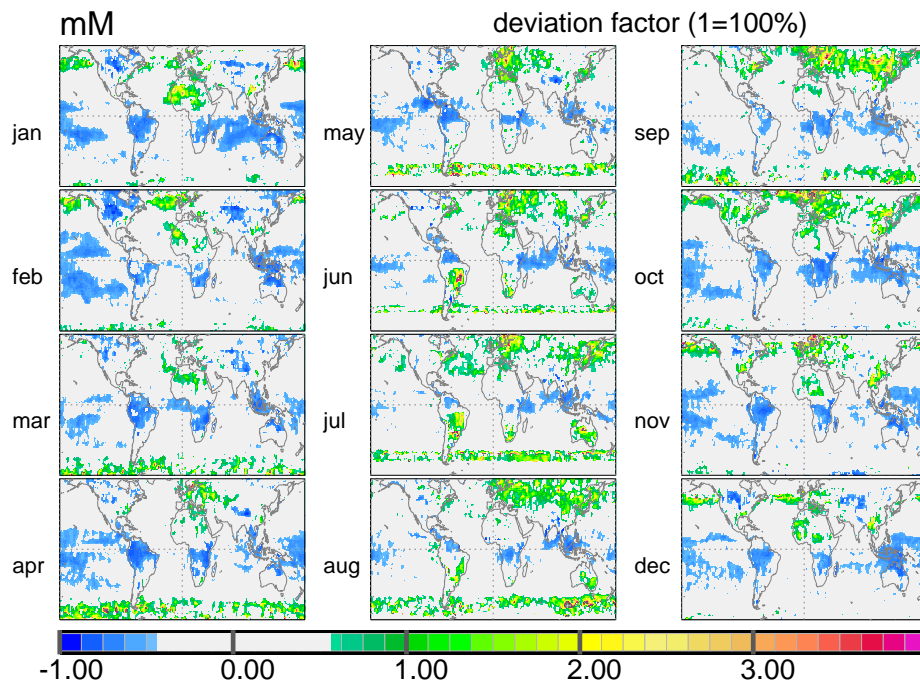 mM deviation factor (1=100%)
jan may sep
feb jun oct
mar jul nov
apr aug dec
-1.00 0.00 1.00 2.00 3.00